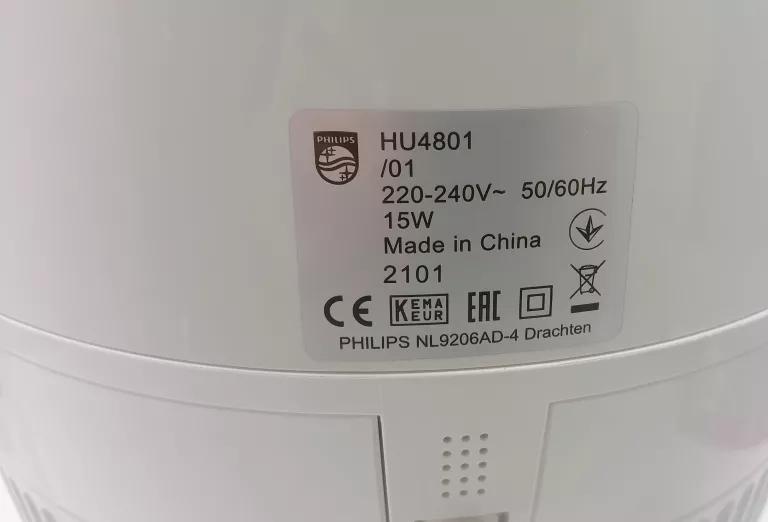 PHILIPS
HU4801
/01
220-240V~ 50/60Hz
15W
Made in China
2101
CE KEMA EUR EAC
PHILIPS NL9206AD-4 Drachten